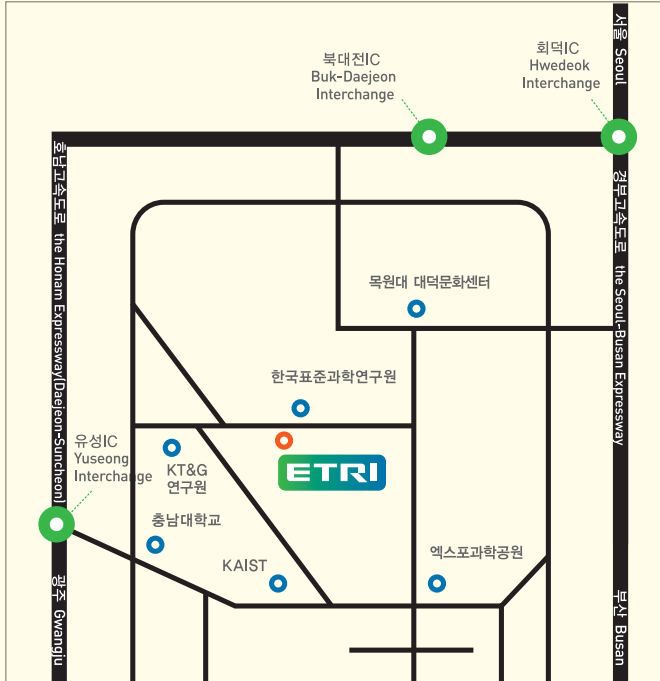 북대전IC
Buk-Daejeon
Interchange
회덕IC
Hwedeok
Interchange
서울 Seoul
호남고속도로 the Honam Expressway(Daejeon-Suncheon)
경부고속도로 the Seoul-Busan Expressway
목원대 대덕문화센터
한국표준과학연구원
유성IC
Yuseong
Interchange
KT&G
연구원
ETRI
충남대학교
KAIST
엑스포과학공원
광주 Gwangju
부산 Busan